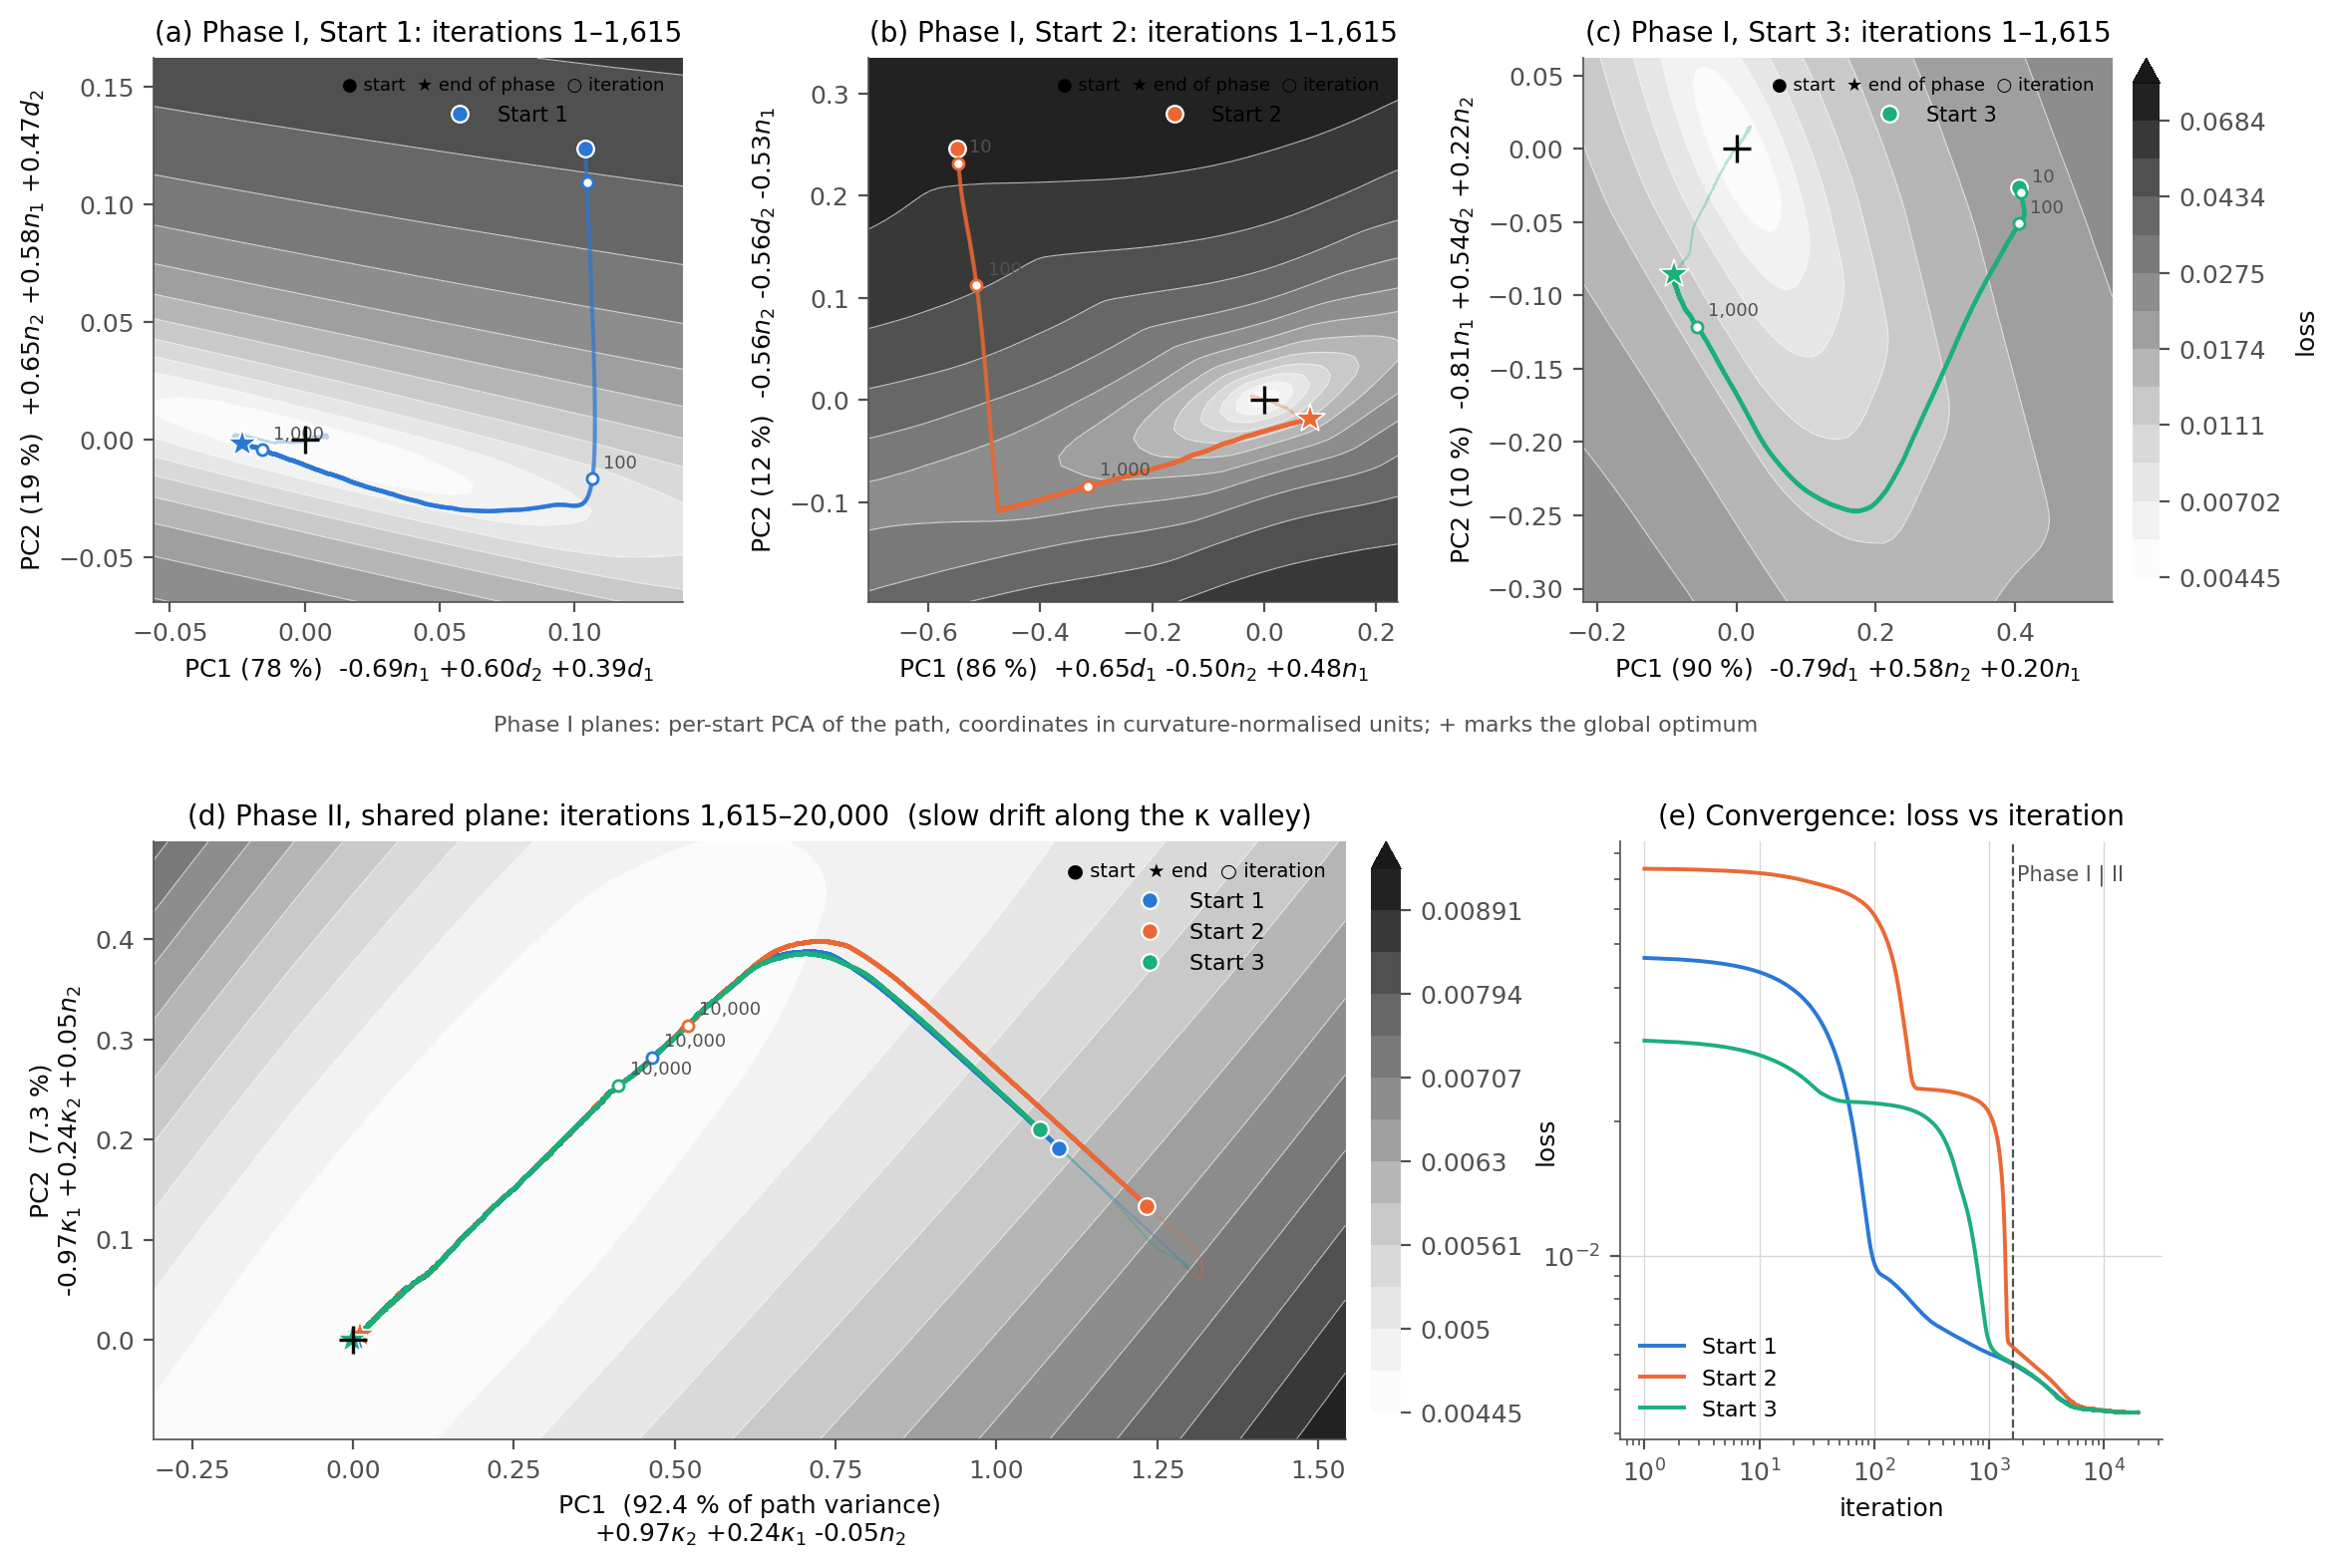 (a) Phase I, Start 1: iterations 1–1,615
● start ★ end of phase ○ iteration
Start 1
0.15
0.10
0.05
0.00
−0.05
1,000
100
−0.05
0.00
0.05
0.10
PC1 (78 %) -0.69n₁ +0.60d₂ +0.39d₁
PC2 (19 %) +0.65n₂ +0.58n₁ +0.47d₂
(b) Phase I, Start 2: iterations 1–1,615
● start ★ end of phase ○ iteration
Start 2
0.3
0.2
0.1
0.0
−0.1
10
100
1,000
−0.6
−0.4
−0.2
0.0
0.2
PC1 (86 %) +0.65d₁ -0.50n₂ +0.48n₁
PC2 (12 %) -0.56n₂ -0.56d₂ -0.53n₁
(c) Phase I, Start 3: iterations 1–1,615
● start ★ end of phase ○ iteration
Start 3
0.05
0.00
−0.05
−0.10
−0.15
−0.20
−0.25
−0.30
10
100
1,000
−0.2
0.0
0.2
0.4
PC1 (90 %) -0.79d₁ +0.58n₂ +0.20n₁
PC2 (10 %) -0.81n₁ +0.54d₂ +0.22n₂
0.0684
0.0434
0.0275
0.0174
0.0111
0.00702
0.00445
loss
Phase I planes: per-start PCA of the path, coordinates in curvature-normalised units; + marks the global optimum
(d) Phase II, shared plane: iterations 1,615–20,000 (slow drift along the κ valley)
● start ★ end ○ iteration
Start 1
Start 2
Start 3
0.4
0.3
0.2
0.1
0.0
10,000
10,000
10,000
−0.25
0.00
0.25
0.50
0.75
1.00
1.25
1.50
PC1 (92.4 % of path variance)
+0.97κ₂ +0.24κ₁ -0.05n₂
PC2 (7.3 %)
-0.97κ₁ +0.24κ₂ +0.05n₂
0.00891
0.00794
0.00707
0.0063
0.00561
0.005
0.00445
loss
(e) Convergence: loss vs iteration
Phase I | II
10⁻²
Start 1
Start 2
Start 3
10⁰
10¹
10²
10³
10⁴
iteration